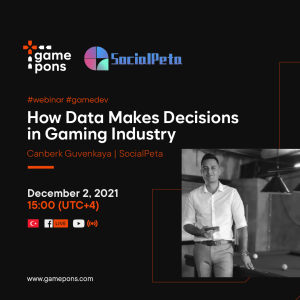 game
pons
SocialPeta
#webinar #gamedev
How Data Makes Decisions
in Gaming Industry
Canberk Guvenkaya | SocialPeta
December 2, 2021
15:00 (UTC+4)
LIVE
www.gamepons.com